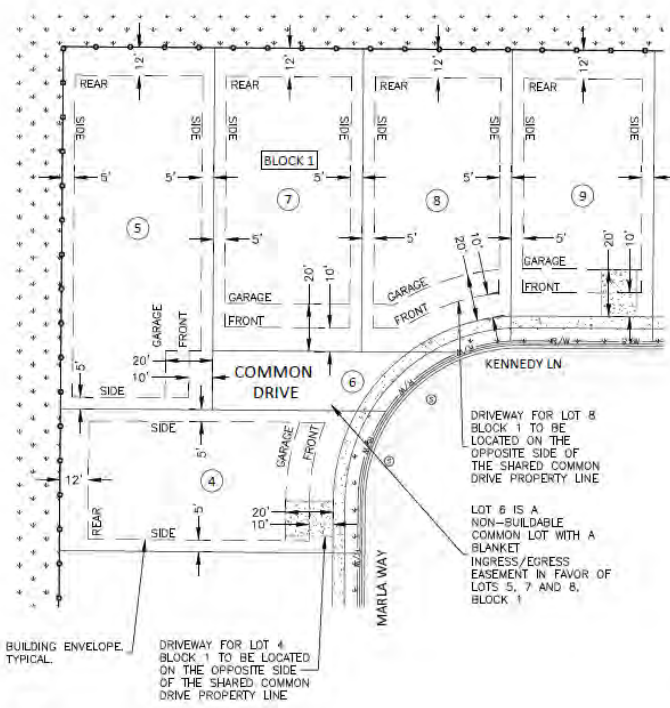 12'
12'
12'
12'
REAR
REAR
REAR
REAR
SIDE
SIDE
SIDE
SIDE
SIDE
SIDE
SIDE
SIDE
BLOCK 1
5'
5'
5'
5'
5'
5
7
8
9
5'
5'
5'
20'
10'
20'
10'
20'
10'
GARAGE
FRONT
GARAGE
FRONT
GARAGE
FRONT
GARAGE
FRONT
R/W
R/W
KENNEDY LN
20'
10'
5'
SIDE
COMMON
DRIVE
6
SIDE
5'
GARAGE
FRONT
4
12'
REAR
SIDE
5'
20'
10'
R/W
R/W
S
S
MARLA WAY
DRIVEWAY FOR LOT 8
BLOCK 1 TO BE
LOCATED ON THE
OPPOSITE SIDE OF
THE SHARED COMMON
DRIVE PROPERTY LINE
LOT 6 IS A
NON-BUILDABLE
COMMON LOT WITH A
BLANKET
INGRESS/EGRESS
EASEMENT IN FAVOR OF
LOTS 5, 7 AND 8,
BLOCK 1
BUILDING ENVELOPE,
TYPICAL.
DRIVEWAY FOR LOT 4
BLOCK 1 TO BE LOCATED
ON THE OPPOSITE SIDE
OF THE SHARED COMMON
DRIVE PROPERTY LINE